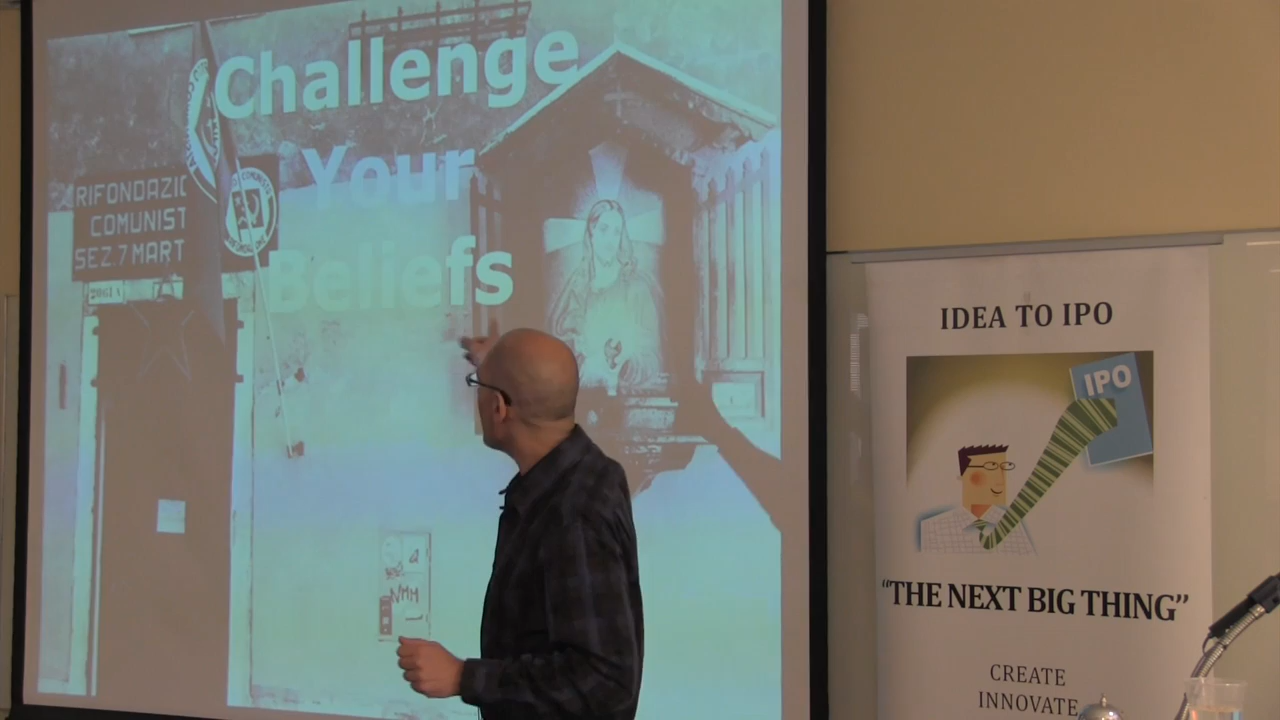 Challenge
Your
Beliefs
RIFONDAZIO
COMUNIST
SEZ.7 MART
IDEA TO IPO
IPO
“THE NEXT BIG THING”
CREATE
INNOVATE